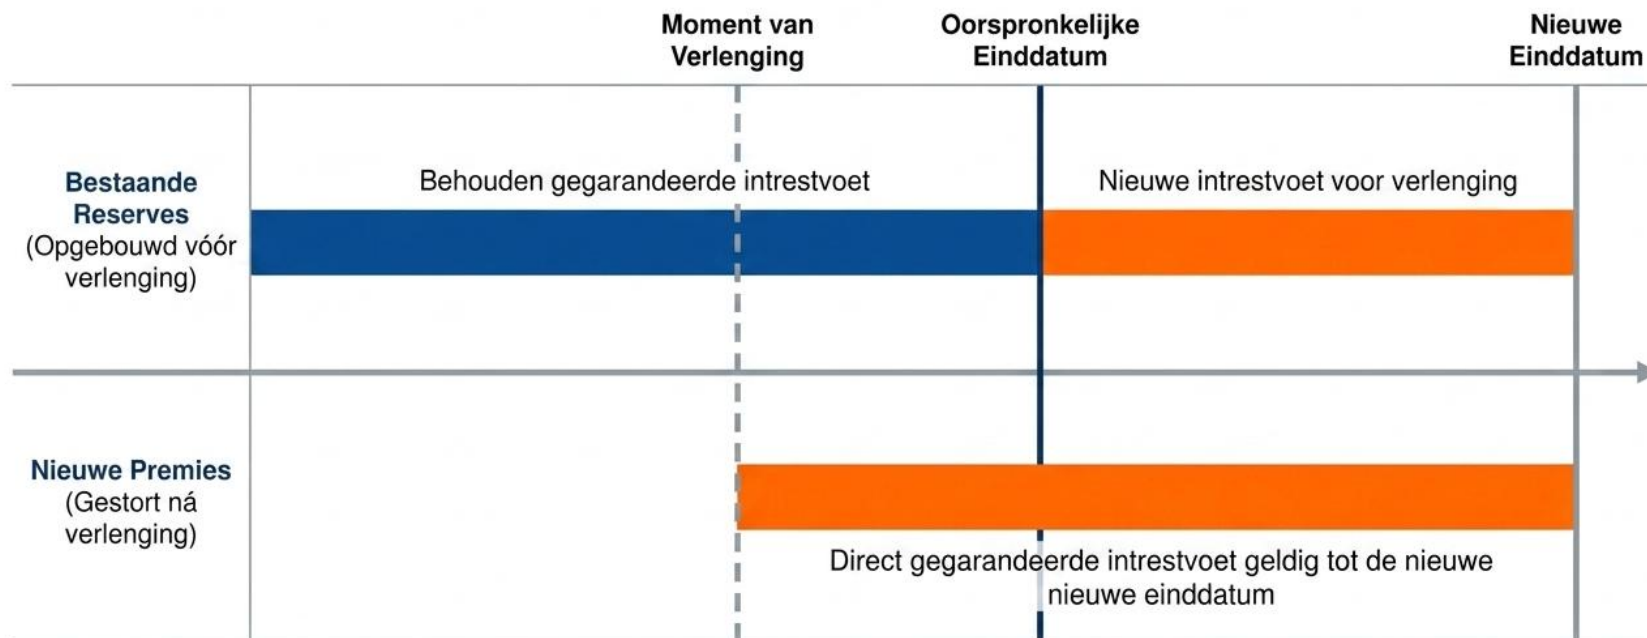 Moment van
Verlenging
Oorspronkelijke
Einddatum
Nieuwe
Einddatum
Bestaande
Reserves
(Opgebouwd vóór
verlenging)
Behouden gegarandeerde intrestvoet
Nieuwe intrestvoet voor verlenging
Nieuwe Premies
(Gestort ná
verlenging)
Direct gegarandeerde intrestvoet geldig tot de nieuwe
nieuwe einddatum